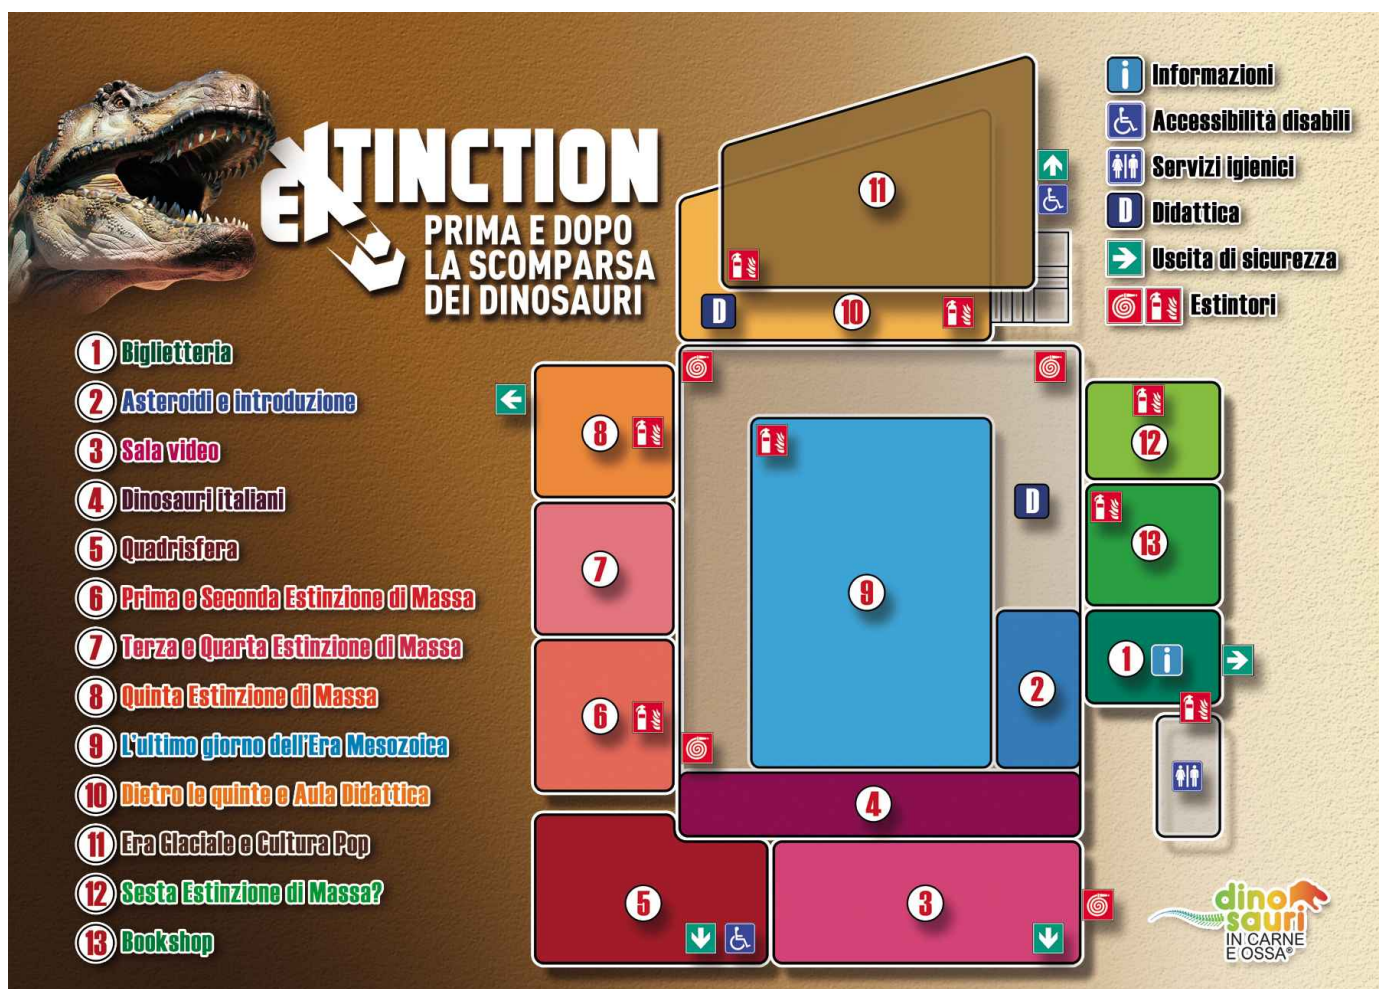 EXTINCTION
PRIMA E DOPO
LA SCOMPARSA
DEI DINOSAURI
1 Biglietteria
2 Asteroidi e introduzione
3 Sala video
4 Dinosauri italiani
5 Quadrisfera
6 Prima e Seconda Estinzione di Massa
7 Terza e Quarta Estinzione di Massa
8 Quinta Estinzione di Massa
9 L'ultimo giorno dell'Era Mesozoica
10 Dietro le quinte e Aula Didattica
11 Era Glaciale e Cultura Pop
12 Sesta Estinzione di Massa?
13 Bookshop
i Informazioni
Accessibilità disabili
Servizi igienici
D Didattica
Uscita di sicurezza
Estintori
11
D
10
8
12
D
13
7
9
1 i
2
6
4
5
3
dino
sauri
IN CARNE
E OSSA®